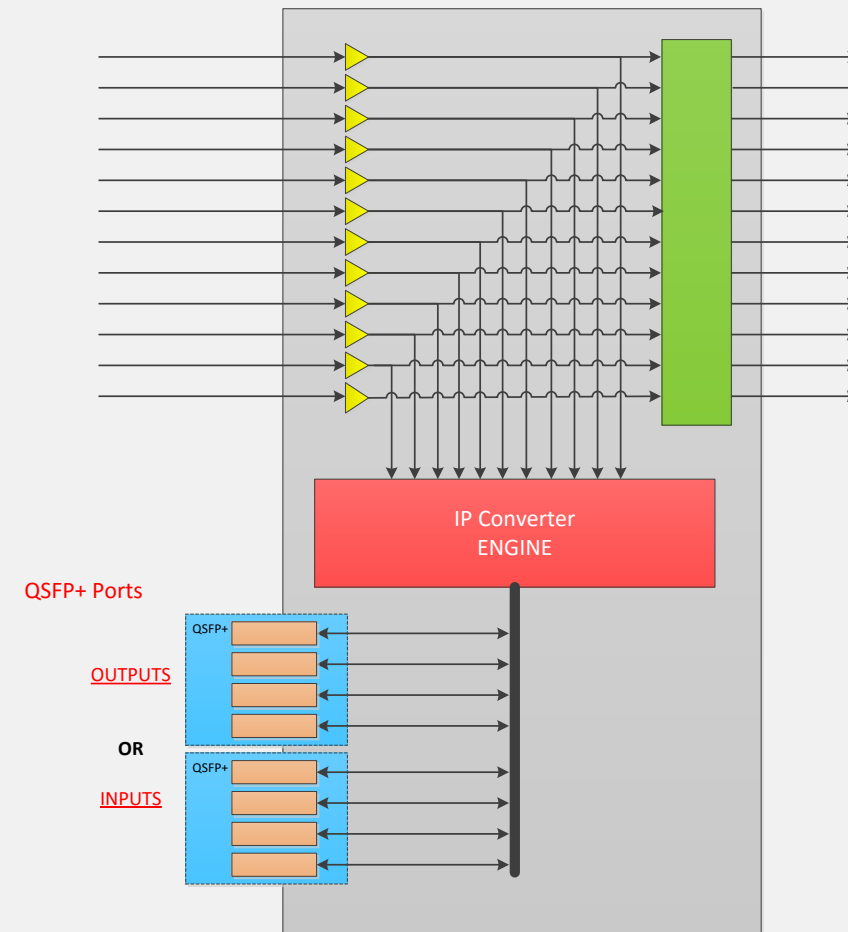 IP Converter
ENGINE
QSFP+ Ports
QSFP+
OUTPUTS
OR
QSFP+
INPUTS